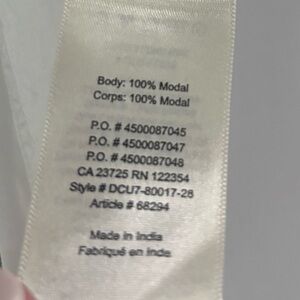 Body: 100% Modal
Corps: 100% Modal
P.O. # 4500087045
P.O. # 4500087047
P.O. # 4500087048
CA 23725 RN 122354
Style # DCU7-80017-28
Article # 68294
Made in India
Fabriqué en Inde